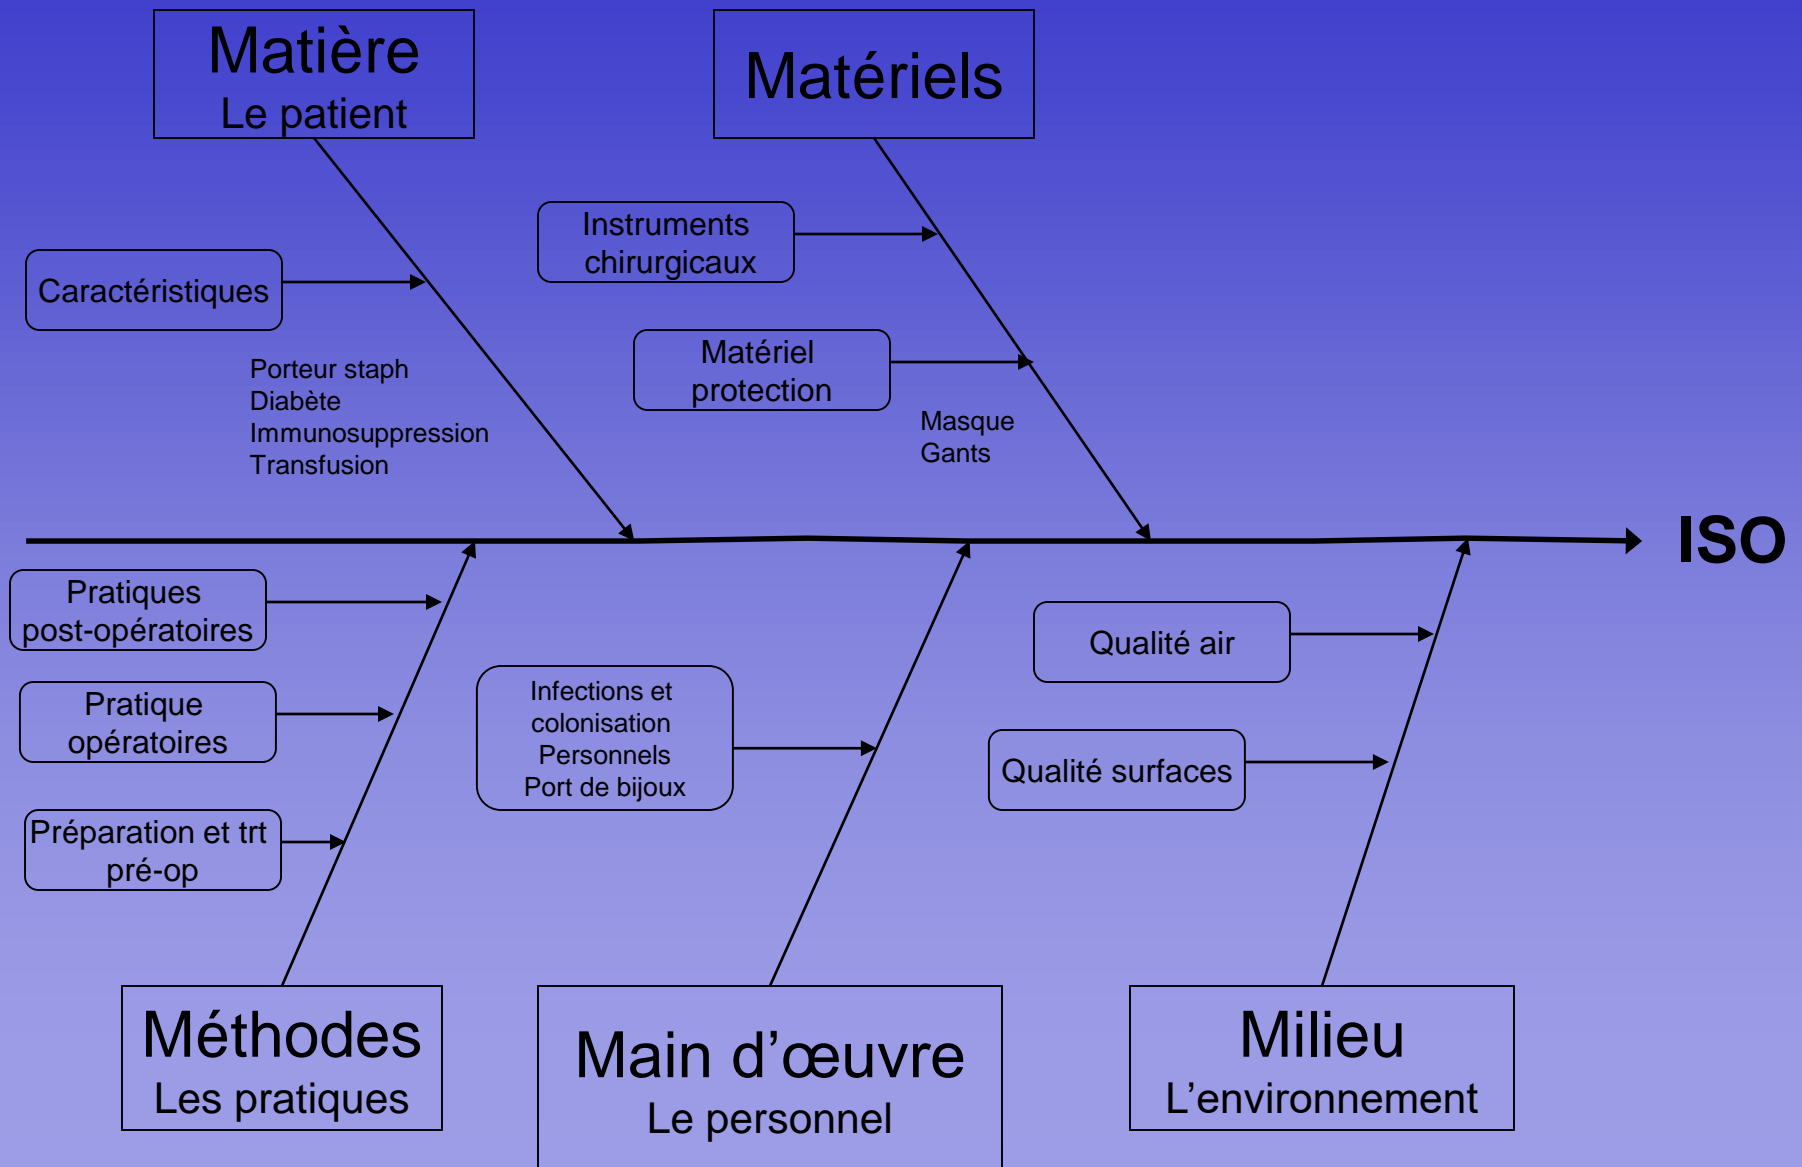 Matière
Le patient
Matériels
Instruments
chirurgicaux
Caractéristiques
Matériel
protection
Porteur staph
Diabète
Immunosuppression
Transfusion
Masque
Gants
ISO
Pratiques
post-opératoires
Pratique
opératoires
Préparation et trt
pré-op
Infections et
colonisation
Personnels
Port de bijoux
Qualité air
Qualité surfaces
Méthodes
Les pratiques
Main d’œuvre
Le personnel
Milieu
L’environnement